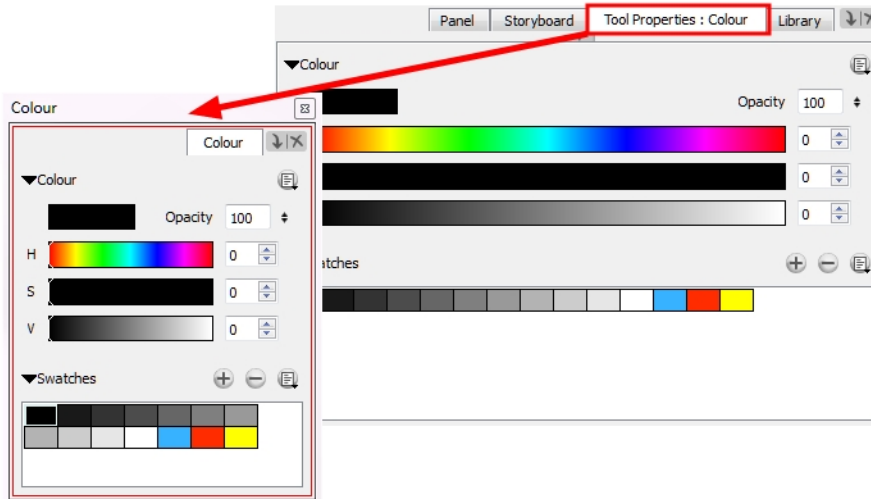 Panel Storyboard Tool Properties : Colour Library
Colour
Opacity 100
0
0
0
Colour
Colour
Colour
Opacity 100
H 0
S 0
V 0
Swatches